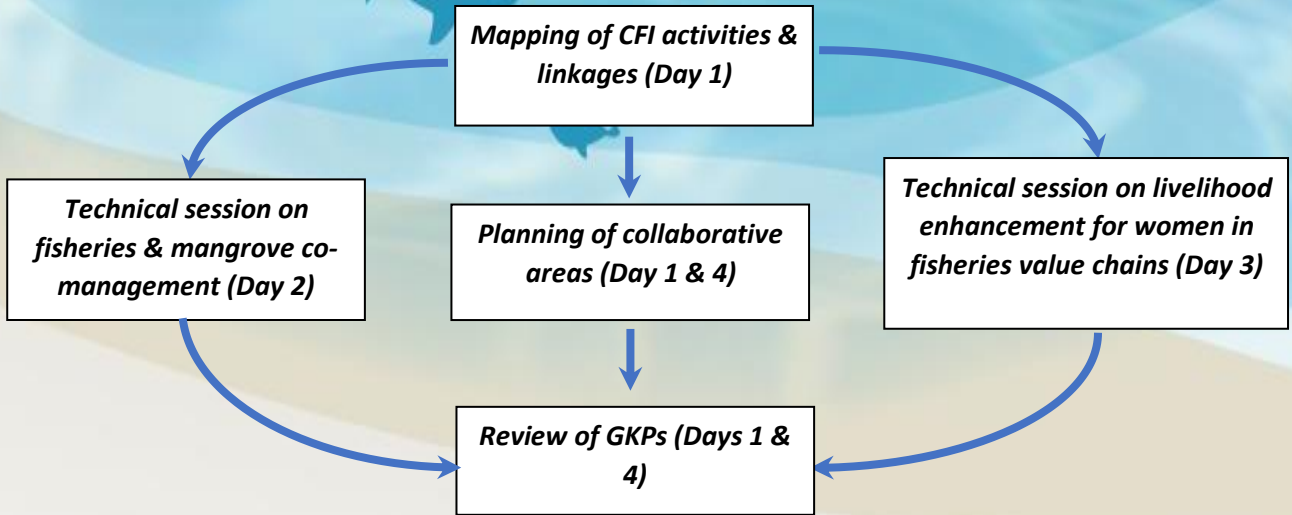 Mapping of CFI activities &
linkages (Day 1)
Technical session on
fisheries & mangrove co-
management (Day 2)
Planning of collaborative
areas (Day 1 & 4)
Technical session on livelihood
enhancement for women in
fisheries value chains (Day 3)
Review of GKPs (Days 1 &
4)